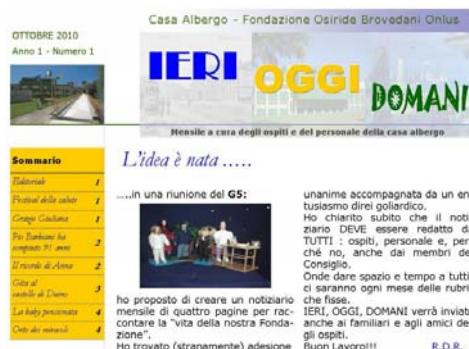 Casa Albergo - Fondazione Osiride Brovedani Onlus
OTTOBRE 2010
Anno 1 - Numero 1
IERI OGGI DOMANI
Mensile a cura degli ospiti e del personale della casa albergo
Sommario
Editoriale 1
Festival della salute 1
Grazie Giuliana 1
Pia Barbiani ha
compiuto 91 anni 2
Il ricordo di Anna 2
Gita al
castello di Duino 3
La baby pensionata 4
Orto dei miracoli 4
L'idea è nata .....
.....in una riunione del G5:
ho proposto di creare un notiziario
mensile di quattro pagine per rac-
contare la "vita della nostra Fonda-
zione".
Ho trovato (stranamente) adesione
unanime accompagnata da un en
tusiasmo direi goliardico.
Ho chiarito subito che il noti
ziario DEVE essere redatto da
TUTTI : ospiti, personale e, per
ché no, anche dai membri de
Consiglio.
Onde dare spazio e tempo a tutti
ci saranno ogni mese delle rubri
che fisse.
IERI, OGGI, DOMANI verrà inviato
anche ai familiari e agli amici de
gli ospiti.
Buon Lavoro!!! R.D.R.